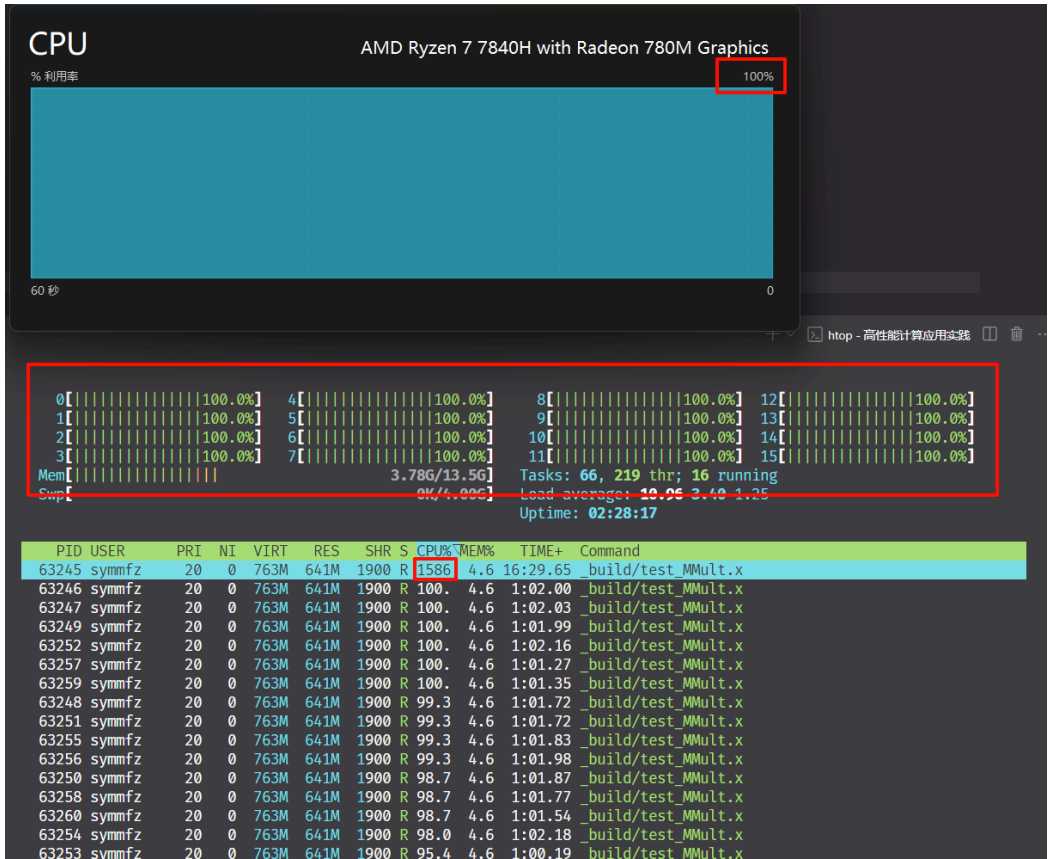 CPU
AMD Ryzen 7 7840H with Radeon 780M Graphics
% 利用率
100%
60 秒
0
htop - 高性能计算应用实践
0[|||||||||||||||100.0%] 4[|||||||||||||||100.0%] 8[|||||||||||||||100.0%] 12[|||||||||||||||100.0%]
1[|||||||||||||||100.0%] 5[|||||||||||||||100.0%] 9[|||||||||||||||100.0%] 13[|||||||||||||||100.0%]
2[|||||||||||||||100.0%] 6[|||||||||||||||100.0%] 10[|||||||||||||||100.0%] 14[|||||||||||||||100.0%]
3[|||||||||||||||100.0%] 7[|||||||||||||||100.0%] 11[|||||||||||||||100.0%] 15[|||||||||||||||100.0%]
Mem[||||||||||||||||| 3.78G/13.5G] Tasks: 66, 219 thr; 16 running
Swp[ 0K/4.00G] Load average: 10.96 3.40 1.25
Uptime: 02:28:17
PID USER PRI NI VIRT RES SHR S CPU%▽MEM% TIME+ Command
63245 symmfz 20 0 763M 641M 1900 R 1586 4.6 16:29.65 _build/test_MMult.x
63246 symmfz 20 0 763M 641M 1900 R 100. 4.6 1:02.00 _build/test_MMult.x
63247 symmfz 20 0 763M 641M 1900 R 100. 4.6 1:02.03 _build/test_MMult.x
63249 symmfz 20 0 763M 641M 1900 R 100. 4.6 1:01.99 _build/test_MMult.x
63252 symmfz 20 0 763M 641M 1900 R 100. 4.6 1:02.16 _build/test_MMult.x
63257 symmfz 20 0 763M 641M 1900 R 100. 4.6 1:01.27 _build/test_MMult.x
63259 symmfz 20 0 763M 641M 1900 R 100. 4.6 1:01.35 _build/test_MMult.x
63248 symmfz 20 0 763M 641M 1900 R 99.3 4.6 1:01.72 _build/test_MMult.x
63251 symmfz 20 0 763M 641M 1900 R 99.3 4.6 1:01.72 _build/test_MMult.x
63255 symmfz 20 0 763M 641M 1900 R 99.3 4.6 1:01.83 _build/test_MMult.x
63256 symmfz 20 0 763M 641M 1900 R 99.3 4.6 1:01.98 _build/test_MMult.x
63250 symmfz 20 0 763M 641M 1900 R 98.7 4.6 1:01.87 _build/test_MMult.x
63258 symmfz 20 0 763M 641M 1900 R 98.7 4.6 1:01.77 _build/test_MMult.x
63260 symmfz 20 0 763M 641M 1900 R 98.7 4.6 1:01.54 _build/test_MMult.x
63254 symmfz 20 0 763M 641M 1900 R 98.0 4.6 1:02.18 _build/test_MMult.x
63253 symmfz 20 0 763M 641M 1900 R 95.4 4.6 1:00.19 _build/test_MMult.x